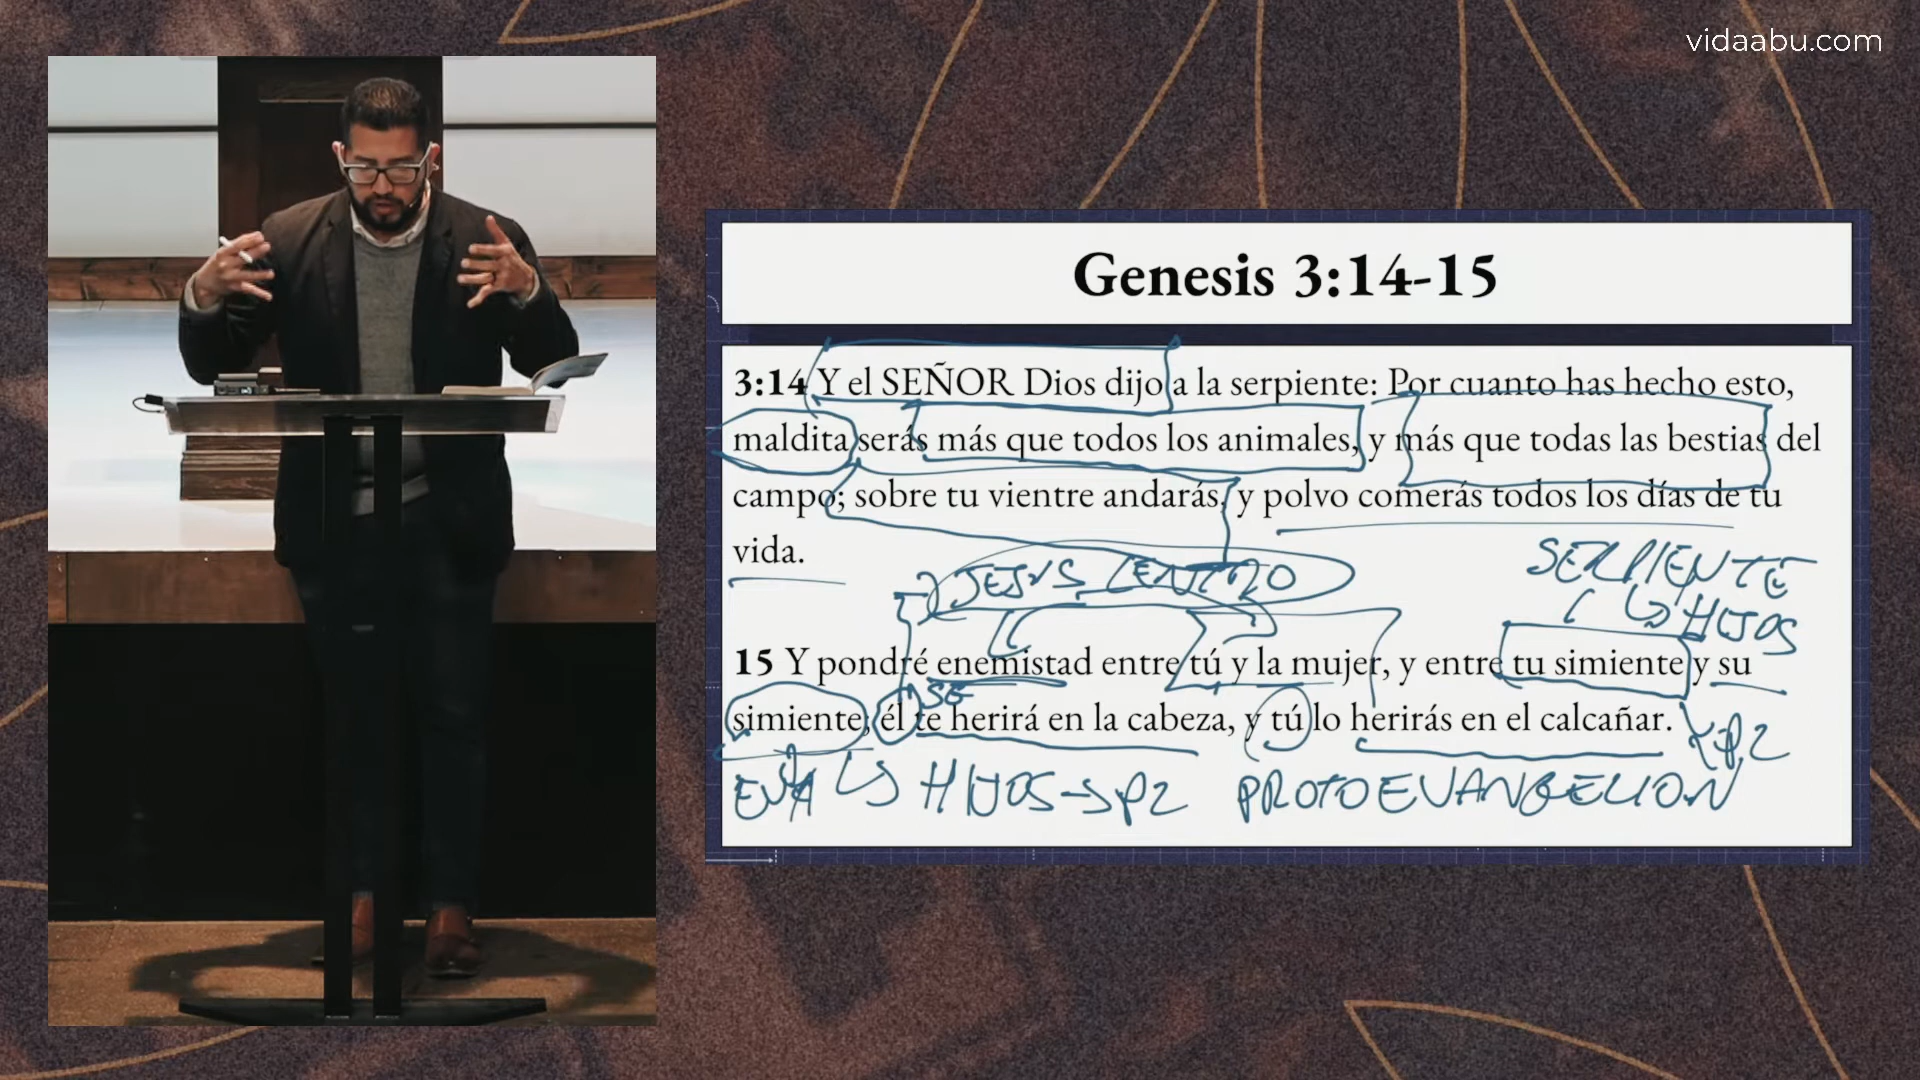 vidaabu.com
Genesis 3:14-15
3:14 Y el SEÑOR Dios dijo a la serpiente: Por cuanto has hecho esto,
maldita serás más que todos los animales, y más que todas las bestias del
campo; sobre tu vientre andarás, y polvo comerás todos los días de tu
vida.
JESUS CENTRO
SERPIENTE
HIJOS
15 Y pondré enemistad entre tú y la mujer, y entre tu simiente y su
SE
simiente; él te herirá en la cabeza, y tú lo herirás en el calcañar.
P2
EVA HIJOS P2 PROTOEVANGELION